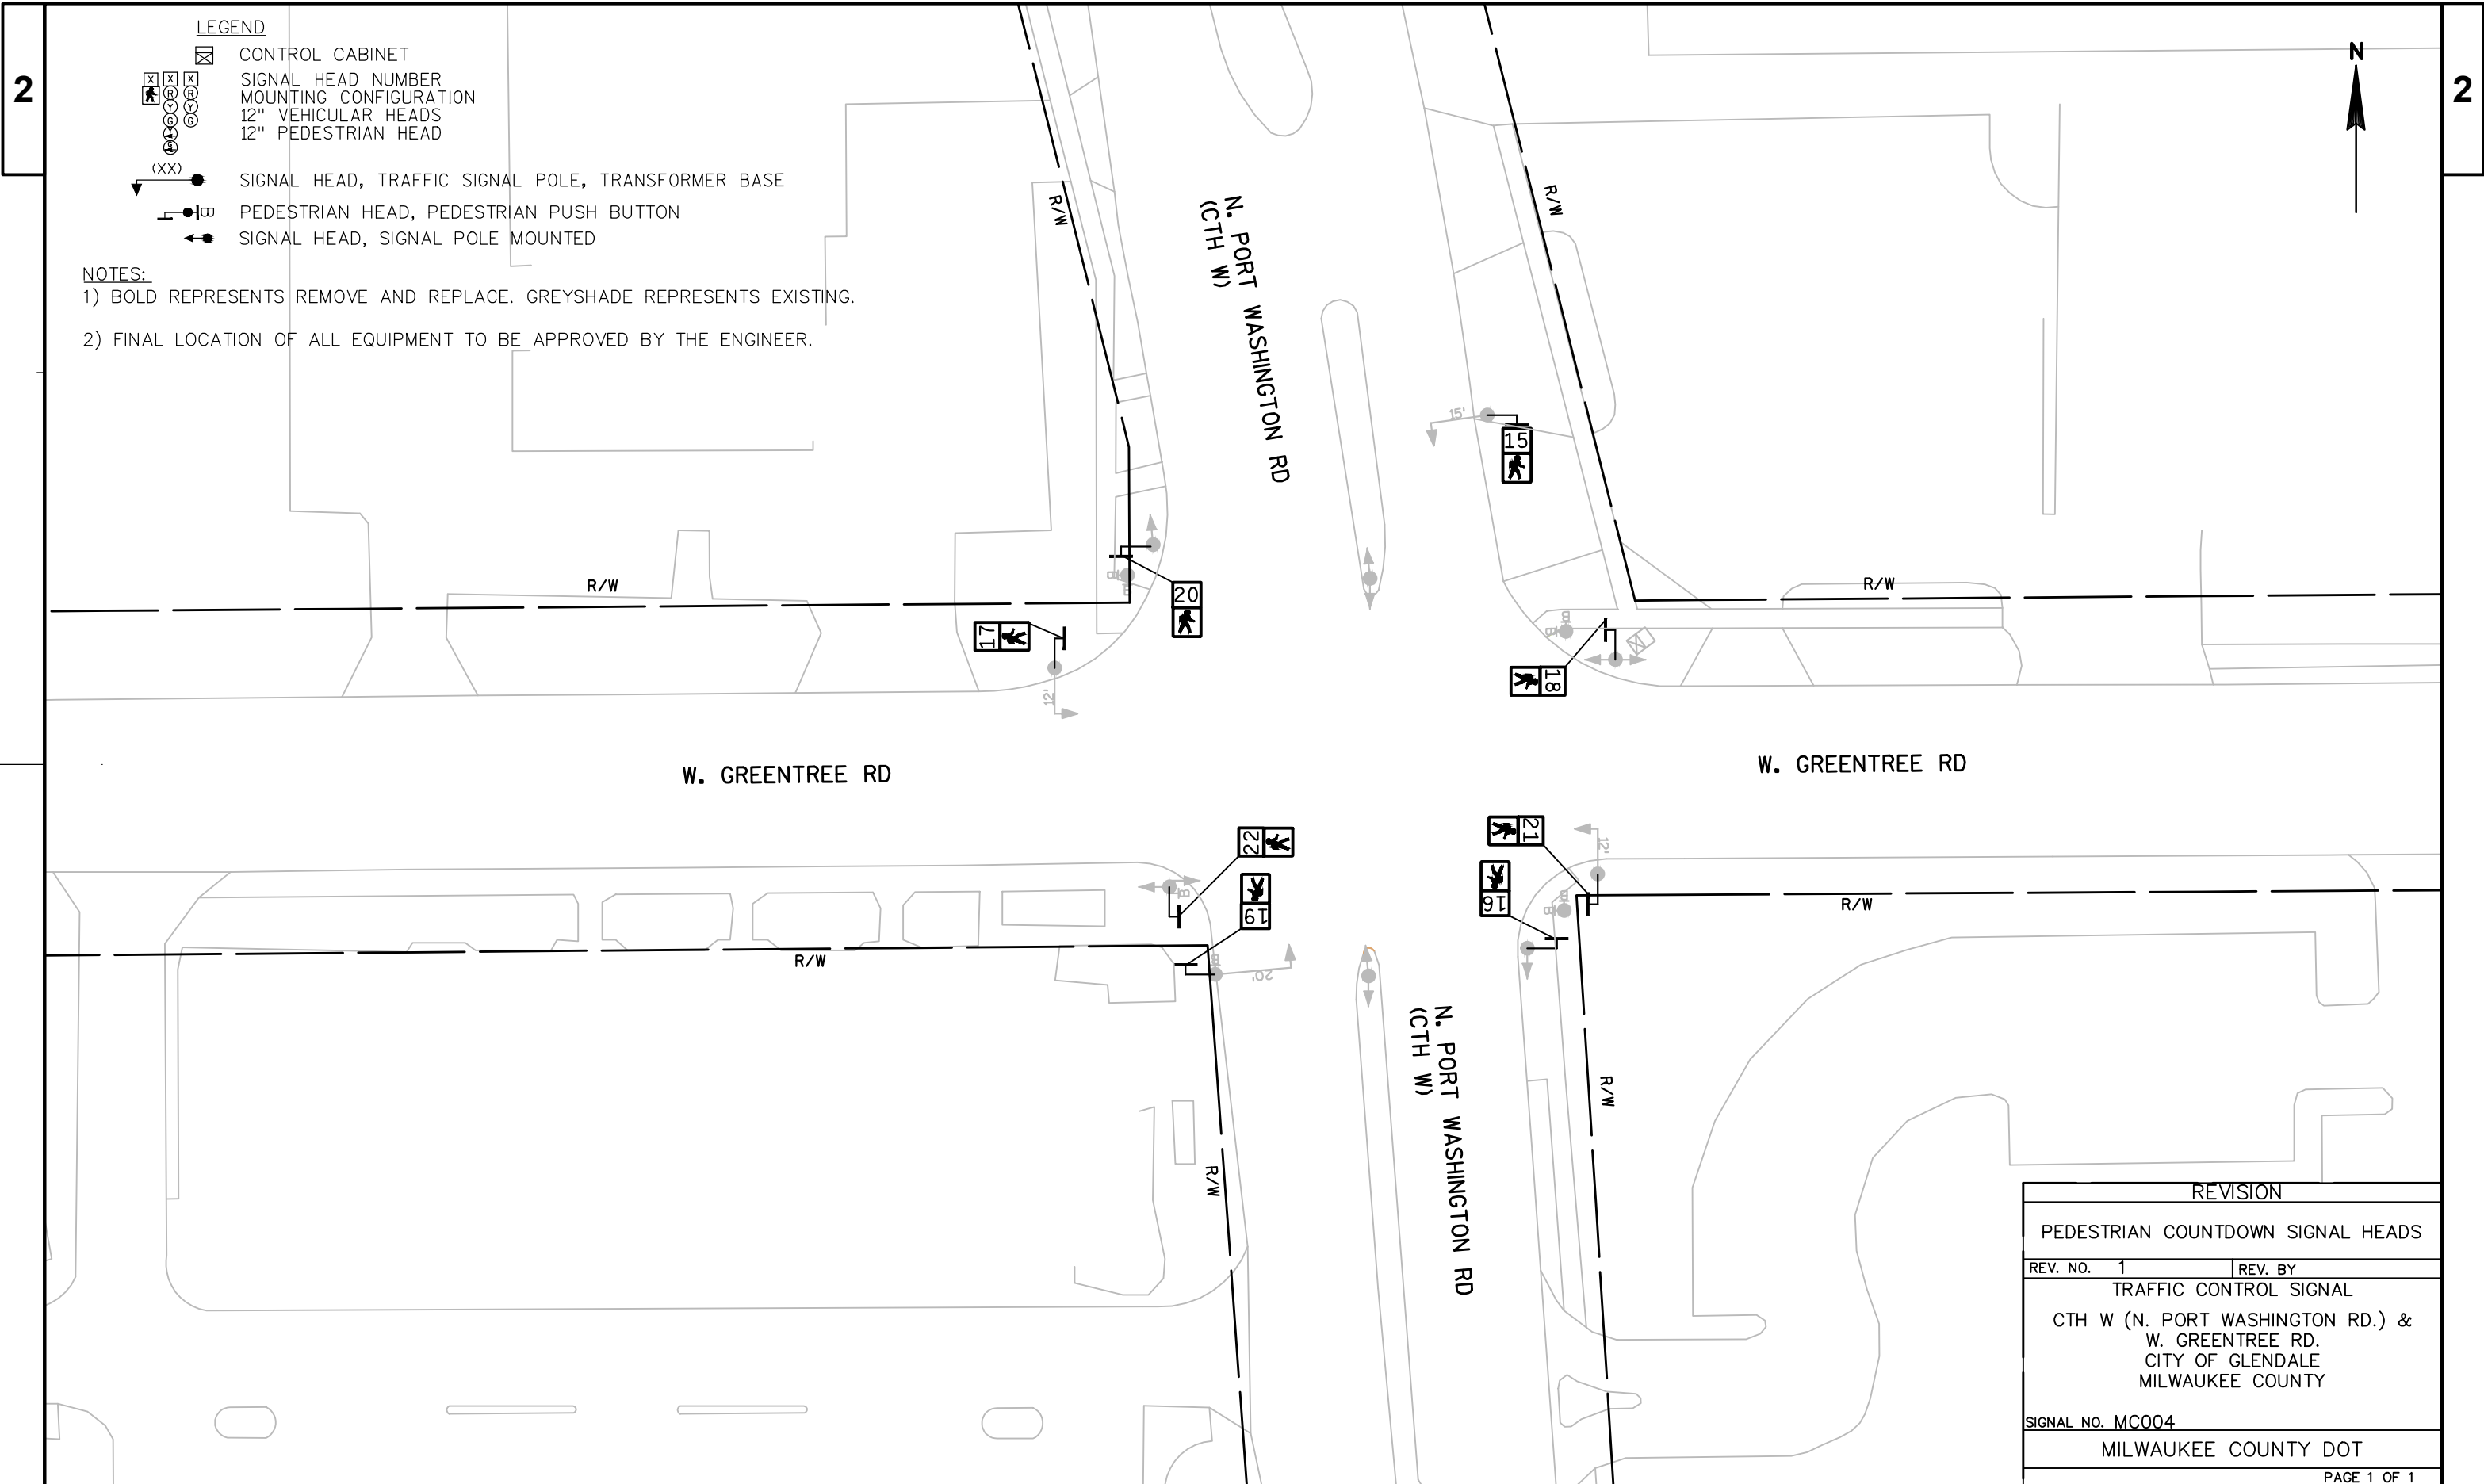 2
2
LEGEND
CONTROL CABINET
X X X
SIGNAL HEAD NUMBER
R R
MOUNTING CONFIGURATION
Y Y
12" VEHICULAR HEADS
G G
12" PEDESTRIAN HEAD
Y
G
(XX)
SIGNAL HEAD, TRAFFIC SIGNAL POLE, TRANSFORMER BASE
B
PEDESTRIAN HEAD, PEDESTRIAN PUSH BUTTON
SIGNAL HEAD, SIGNAL POLE MOUNTED
NOTES:
1) BOLD REPRESENTS REMOVE AND REPLACE. GREYSHADE REPRESENTS EXISTING.
2) FINAL LOCATION OF ALL EQUIPMENT TO BE APPROVED BY THE ENGINEER.
N
R/W
R/W
N. PORT WASHINGTON RD
(CTH W)
15'
15
R/W
R/W
B
B
20
17
12'
B
B
18
W. GREENTREE RD
W. GREENTREE RD
22
B
19
B
20'
R/W
21
12'
16
B
B
R/W
N. PORT WASHINGTON RD
(CTH W)
R/W
R/W
REVISION
PEDESTRIAN COUNTDOWN SIGNAL HEADS
REV. NO. 1 REV. BY
TRAFFIC CONTROL SIGNAL
CTH W (N. PORT WASHINGTON RD.) &
W. GREENTREE RD.
CITY OF GLENDALE
MILWAUKEE COUNTY
SIGNAL NO. MC004
MILWAUKEE COUNTY DOT
PAGE 1 OF 1